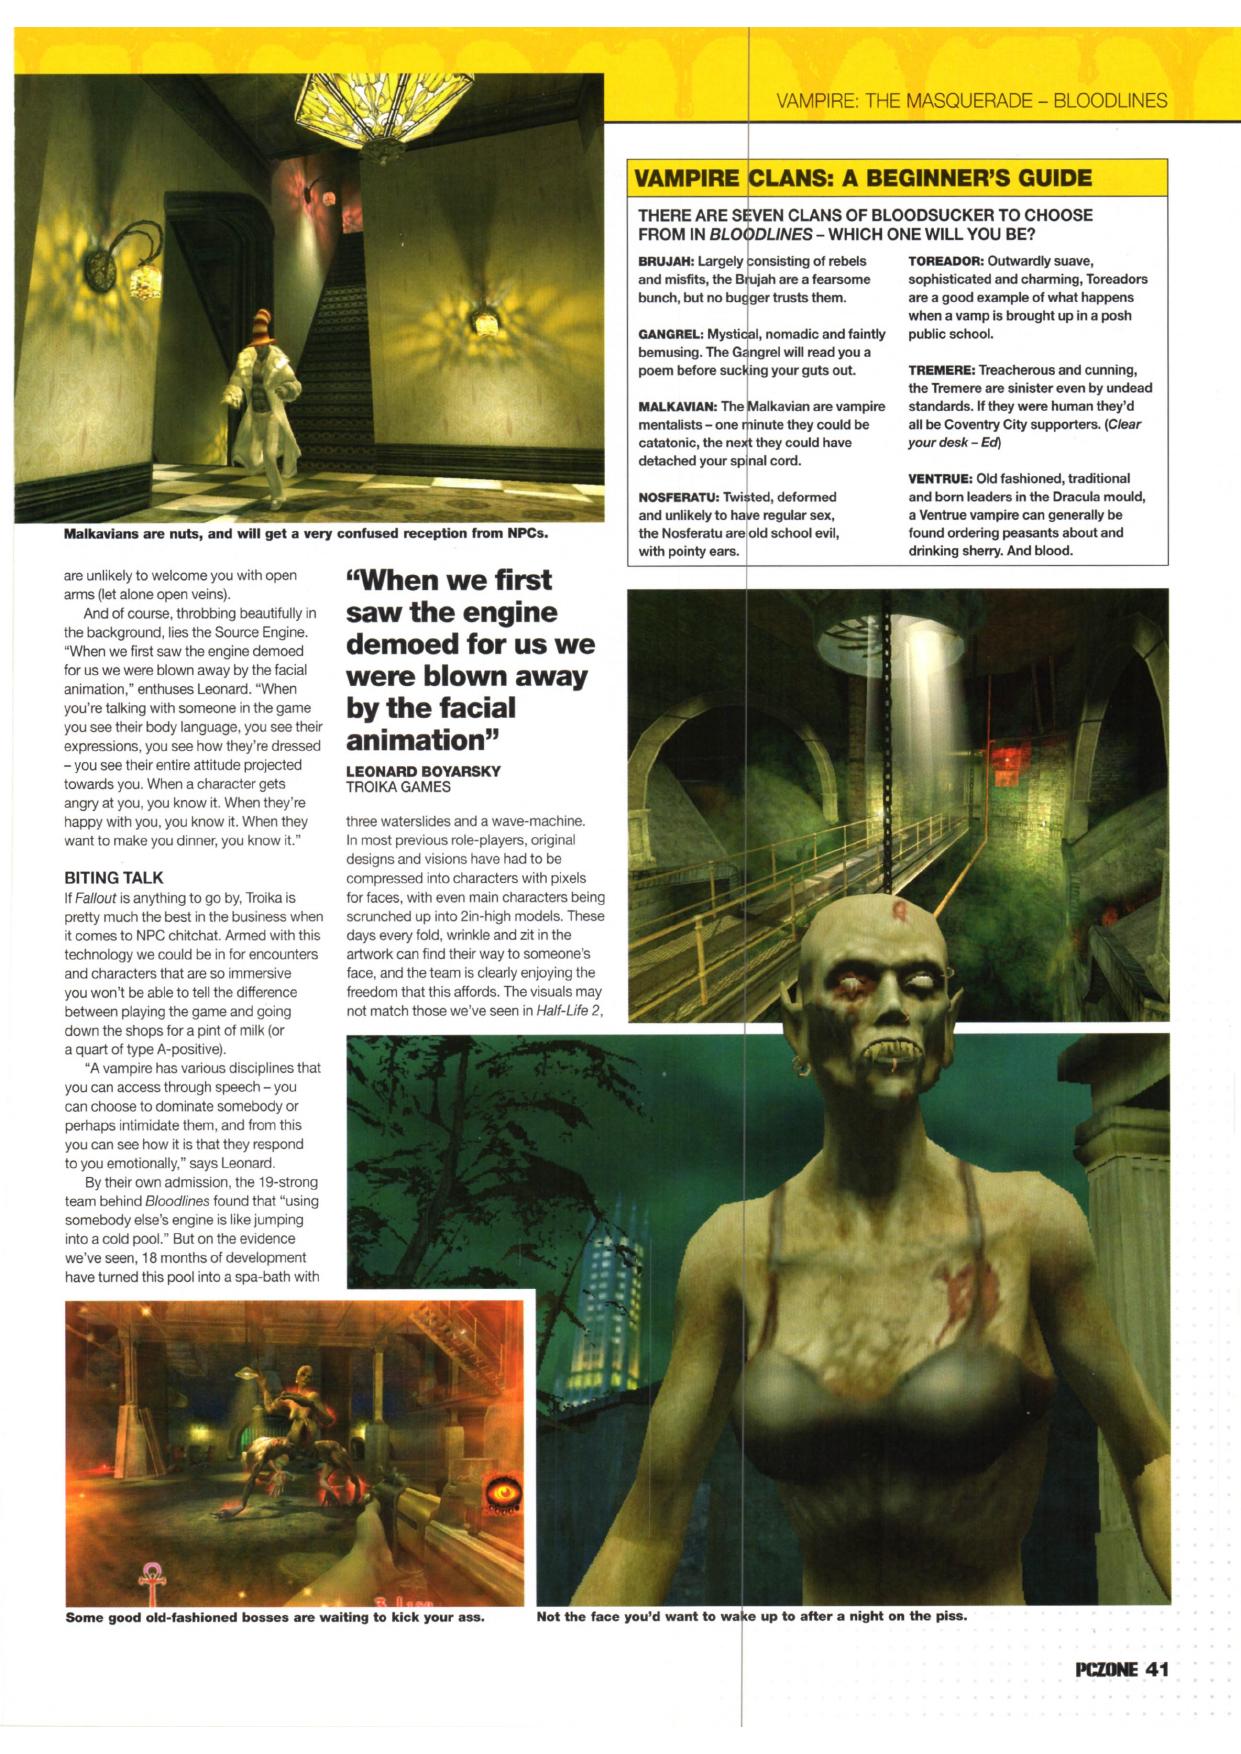 VAMPIRE: THE MASQUERADE – BLOODLINES
Malkavians are nuts, and will get a very confused reception from NPCs.
VAMPIRE CLANS: A BEGINNER'S GUIDE
THERE ARE SEVEN CLANS OF BLOODSUCKER TO CHOOSE
FROM IN BLOODLINES – WHICH ONE WILL YOU BE?
BRUJAH: Largely consisting of rebels
and misfits, the Brujah are a fearsome
bunch, but no bugger trusts them.
GANGREL: Mystical, nomadic and faintly
bemusing. The Gangrel will read you a
poem before sucking your guts out.
MALKAVIAN: The Malkavian are vampire
mentalists – one minute they could be
catatonic, the next they could have
detached your spinal cord.
NOSFERATU: Twisted, deformed
and unlikely to have regular sex,
the Nosferatu are old school evil,
with pointy ears.
TOREADOR: Outwardly suave,
sophisticated and charming, Toreadors
are a good example of what happens
when a vamp is brought up in a posh
public school.
TREMERE: Treacherous and cunning,
the Tremere are sinister even by undead
standards. If they were human they'd
all be Coventry City supporters. (Clear
your desk – Ed)
VENTRUE: Old fashioned, traditional
and born leaders in the Dracula mould,
a Ventrue vampire can generally be
found ordering peasants about and
drinking sherry. And blood.
are unlikely to welcome you with open
arms (let alone open veins).
And of course, throbbing beautifully in
the background, lies the Source Engine.
“When we first saw the engine demoed
for us we were blown away by the facial
animation,” enthuses Leonard. “When
you're talking with someone in the game
you see their body language, you see their
expressions, you see how they're dressed
– you see their entire attitude projected
towards you. When a character gets
angry at you, you know it. When they're
happy with you, you know it. When they
want to make you dinner, you know it.”
BITING TALK
If Fallout is anything to go by, Troika is
pretty much the best in the business when
it comes to NPC chitchat. Armed with this
technology we could be in for encounters
and characters that are so immersive
you won't be able to tell the difference
between playing the game and going
down the shops for a pint of milk (or
a quart of type A-positive).
“A vampire has various disciplines that
you can access through speech – you
can choose to dominate somebody or
perhaps intimidate them, and from this
you can see how it is that they respond
to you emotionally,” says Leonard.
By their own admission, the 19-strong
team behind Bloodlines found that “using
somebody else's engine is like jumping
into a cold pool.” But on the evidence
we've seen, 18 months of development
have turned this pool into a spa-bath with
“When we first
saw the engine
demoed for us we
were blown away
by the facial
animation”
LEONARD BOYARSKY
TROIKA GAMES
three waterslides and a wave-machine.
In most previous role-players, original
designs and visions have had to be
compressed into characters with pixels
for faces, with even main characters being
scrunched up into 2in-high models. These
days every fold, wrinkle and zit in the
artwork can find their way to someone's
face, and the team is clearly enjoying the
freedom that this affords. The visuals may
not match those we've seen in Half-Life 2,
Some good old-fashioned bosses are waiting to kick your ass.
Not the face you'd want to wake up to after a night on the piss.
PCZONE 41